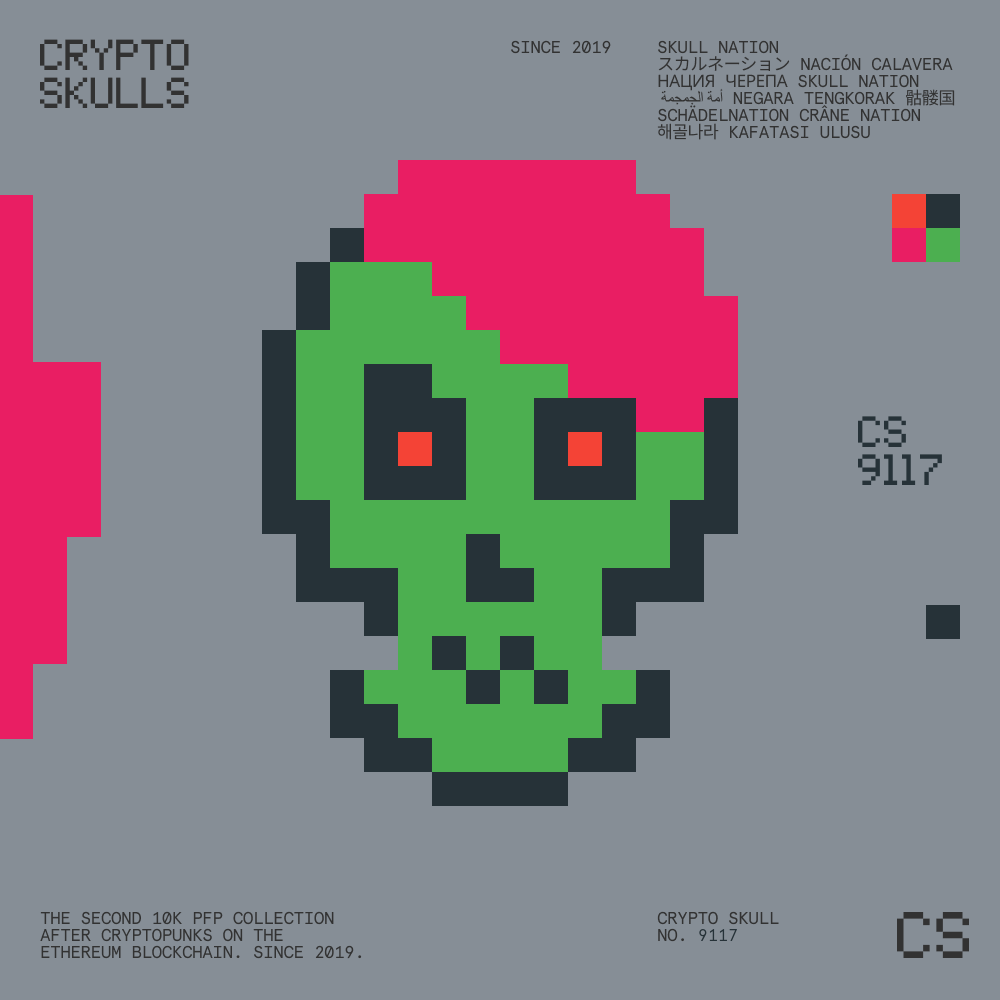 CRYPTO
SKULLS
SINCE 2019
SKULL NATION
スカルネーション NACIÓN CALAVERA
НАЦИЯ ЧЕРЕПА SKULL NATION
أمة الجمجمة NEGARA TENGKORAK 骷髅国
SCHÄDELNATION CRÂNE NATION
해골나라 KAFATASI ULUSU
CS
9117
THE SECOND 10K PFP COLLECTION
AFTER CRYPTOPUNKS ON THE
ETHEREUM BLOCKCHAIN. SINCE 2019.
CRYPTO SKULL
NO. 9117
CS